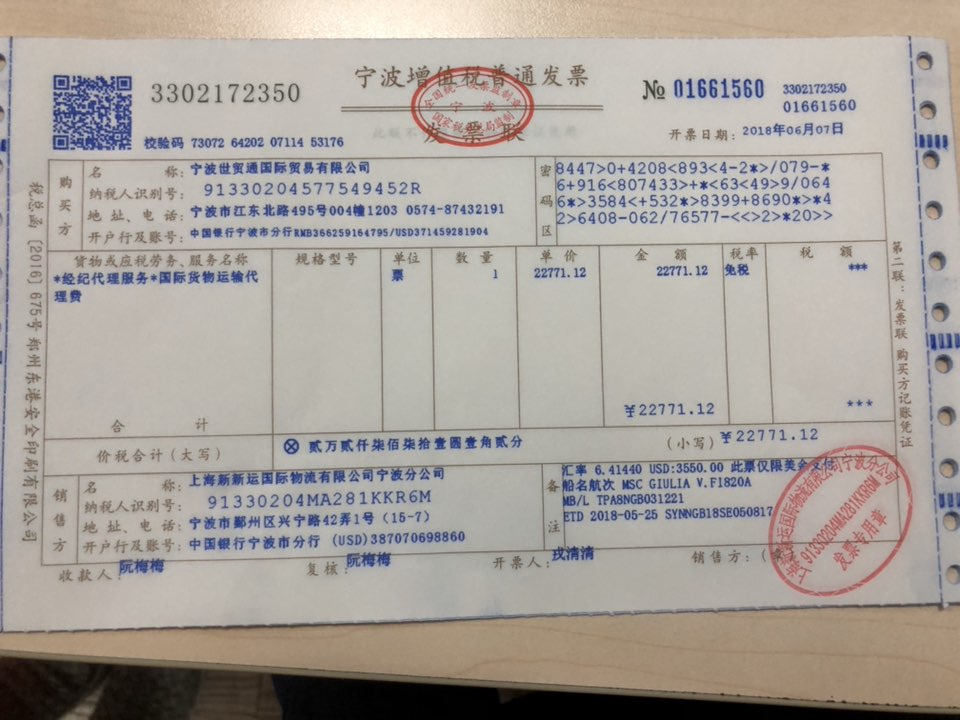 宁波增值税普通发票
发票联
3302172350
№ 01661560
3302172350
01661560
校验码 73072 64202 07114 53176
开票日期: 2018年06月07日
全国统一发票监制章
宁波
国家税务局监制
购买方
名 称: 宁波世贸通国际贸易有限公司
纳税人识别号: 91330204577549452R
地址、电话: 宁波市江东北路495号004幢1203 0574-87432191
开户行及账号: 中国银行宁波市分行RMB366259164795/USD371459281904
密码区
8447>0+4208<893<4-2*>/079-*
6+916<807433>+*<63<49>9/064
6*>3584+<532*>8399+8690*>*4
2>6408-062/76577-<<>2>*20>>
货物或应税劳务、服务名称 规格型号 单位 数量 单价 金额 税率 税额
*经纪代理服务*国际货物运输代理费 票 1 22771.12 22771.12 免税 ***
合 计 ¥22771.12 ***
价税合计(大写) ⊗ 贰万贰仟柒佰柒拾壹圆壹角贰分 (小写) ¥22771.12
销售方
名 称: 上海新新运国际物流有限公司宁波分公司
纳税人识别号: 91330204MA281KKR6M
地址、电话: 宁波市鄞州区兴宁路42弄1号 (15-7)
开户行及账号: 中国银行宁波市分行 (USD)387070698860
备注
汇率 6.41440 USD:3550.00 此票仅限美金支付
船名航次 MSC GIULIA V.FI820A
MB/L TPA8NGB031221
ETD 2018-05-25 SYNNGB18SE050817
收款人: 阮梅梅 复核: 阮梅梅 开票人: 戎清清 销售方: (章)
国际物流有限公司宁波分公司
91330204MA281KKR6M
发票专用章
税总函〔2016〕675号郑州东港安全印刷有限公司
第二联:发票联 购买方记账凭证